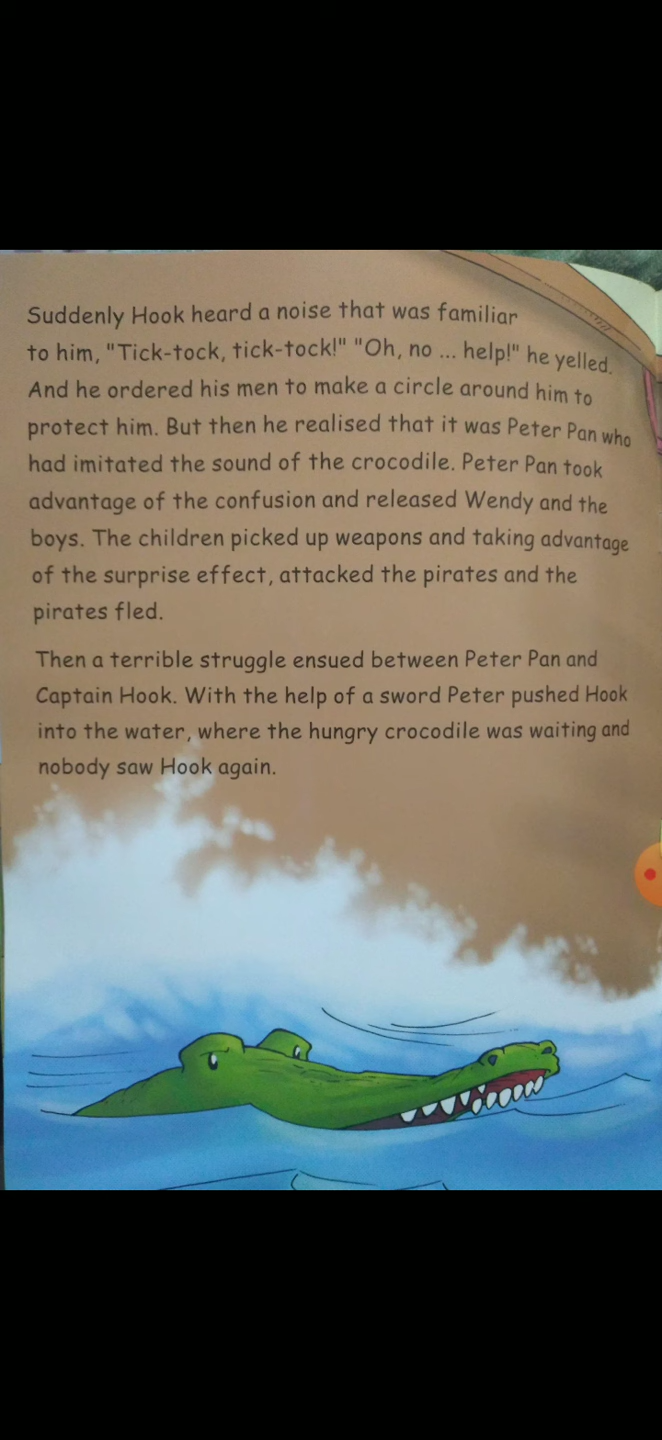 Suddenly Hook heard a noise that was familiar
to him, "Tick-tock, tick-tock!" "Oh, no ... help!" he yelled.
And he ordered his men to make a circle around him to
protect him. But then he realised that it was Peter Pan who
had imitated the sound of the crocodile. Peter Pan took
advantage of the confusion and released Wendy and the
boys. The children picked up weapons and taking advantage
of the surprise effect, attacked the pirates and the
pirates fled.
Then a terrible struggle ensued between Peter Pan and
Captain Hook. With the help of a sword Peter pushed Hook
into the water, where the hungry crocodile was waiting and
nobody saw Hook again.